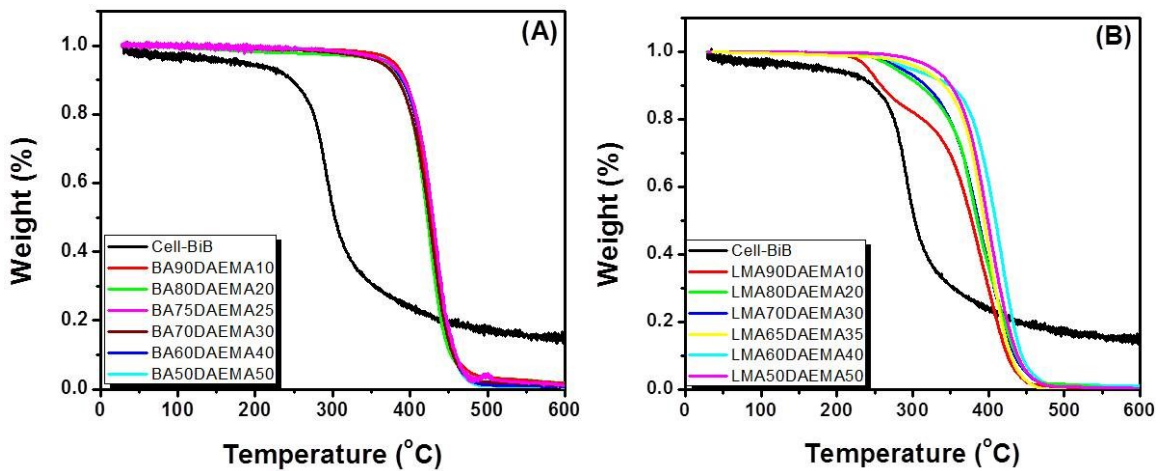 (A)
Weight (%)
1.0
0.8
0.6
0.4
0.2
0.0
Cell-BiB
BA90DAEMA10
BA80DAEMA20
BA75DAEMA25
BA70DAEMA30
BA60DAEMA40
BA50DAEMA50
0 100 200 300 400 500 600
Temperature (°C)
(B)
Weight (%)
1.0
0.8
0.6
0.4
0.2
0.0
Cell-BiB
LMA90DAEMA10
LMA80DAEMA20
LMA70DAEMA30
LMA65DAEMA35
LMA60DAEMA40
LMA50DAEMA50
0 100 200 300 400 500 600
Temperature (°C)